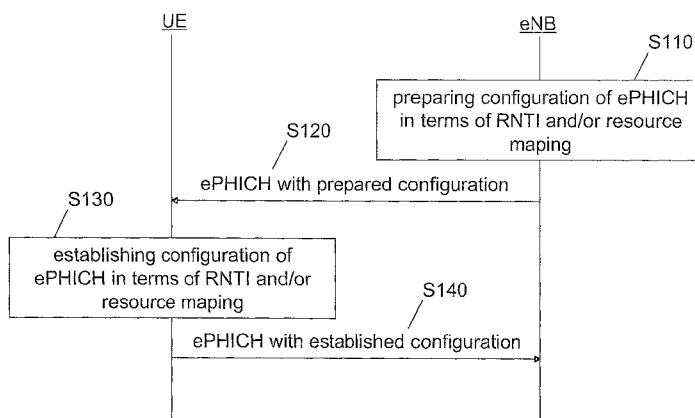 UE
eNB
S110
preparing configuration of ePHICH
in terms of RNTI and/or resource
maping
S120
ePHICH with prepared configuration
S130
establishing configuration of
ePHICH in terms of RNTI and/or
resource maping
S140
ePHICH with established configuration